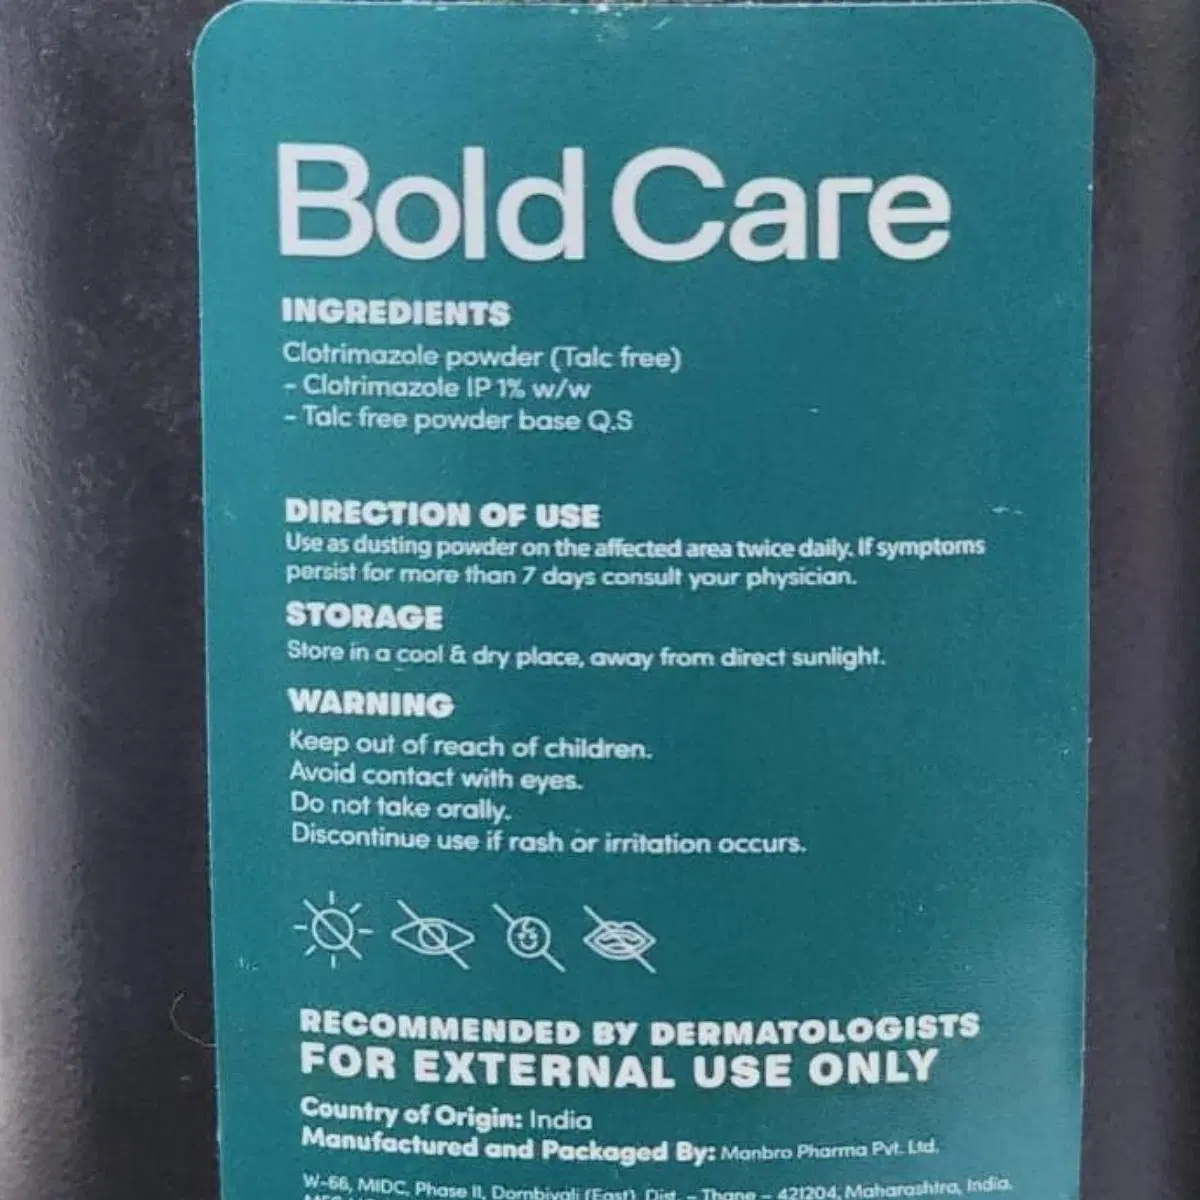 Bold Care
INGREDIENTS
Clotrimazole powder (Talc free)
- Clotrimazole IP 1% w/w
- Talc free powder base Q.S
DIRECTION OF USE
Use as dusting powder on the affected area twice daily. If symptoms
persist for more than 7 days consult your physician.
STORAGE
Store in a cool & dry place, away from direct sunlight.
WARNING
Keep out of reach of children.
Avoid contact with eyes.
Do not take orally.
Discontinue use if rash or irritation occurs.
RECOMMENDED BY DERMATOLOGISTS
FOR EXTERNAL USE ONLY
Country of Origin: India
Manufactured and Packaged By: Manbro Pharma Pvt. Ltd.
W-66, MIDC, Phase II, Dombivali (East), Dist. - Thane - 421204, Maharashtra, India.